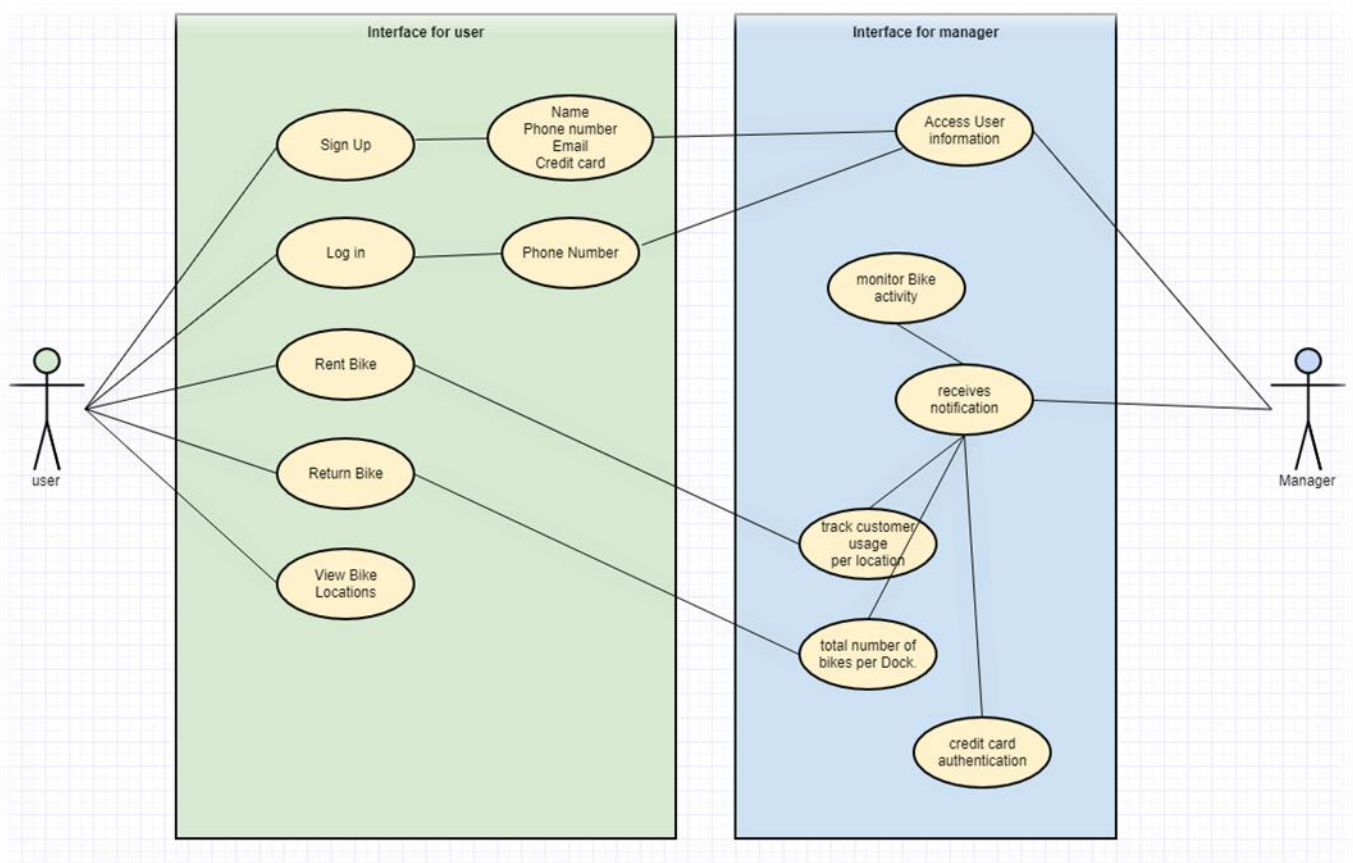 Interface for user
Sign Up
Name
Phone number
Email
Credit card
Log in
Phone Number
Rent Bike
Return Bike
View Bike
Locations
user
Interface for manager
Access User
information
monitor Bike
activity
receives
notification
track customer
usage
per location
total number of
bikes per Dock.
credit card
authentication
Manager